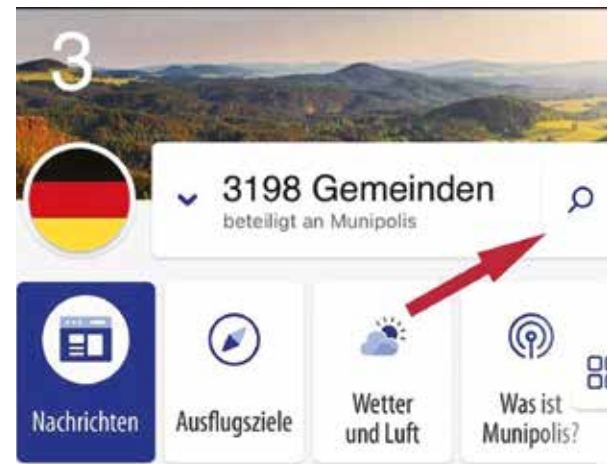 3
3198 Gemeinden
beteiligt an Munipolis
Nachrichten
Ausflugsziele
Wetter
und Luft
Was ist
Munipolis?